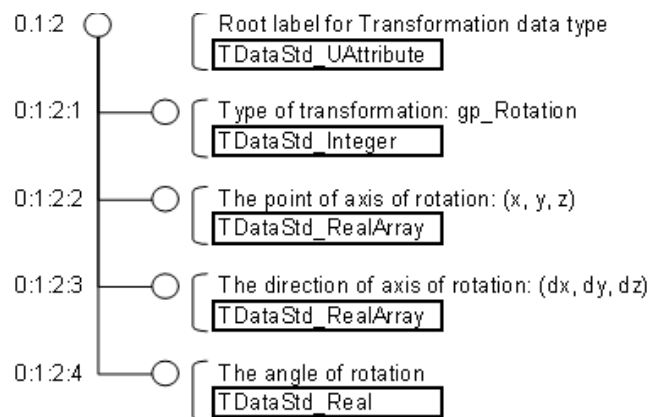 0.1:2 Root label for Transformation data type
TDataStd_UAttribute
0:1:2:1 Type of transformation: gp_Rotation
TDataStd_Integer
0:1:2:2 The point of axis of rotation: (x, y, z)
TDataStd_RealArray
0:1:2:3 The direction of axis of rotation: (dx, dy, dz)
TDataStd_RealArray
0:1:2:4 The angle of rotation
TDataStd_Real